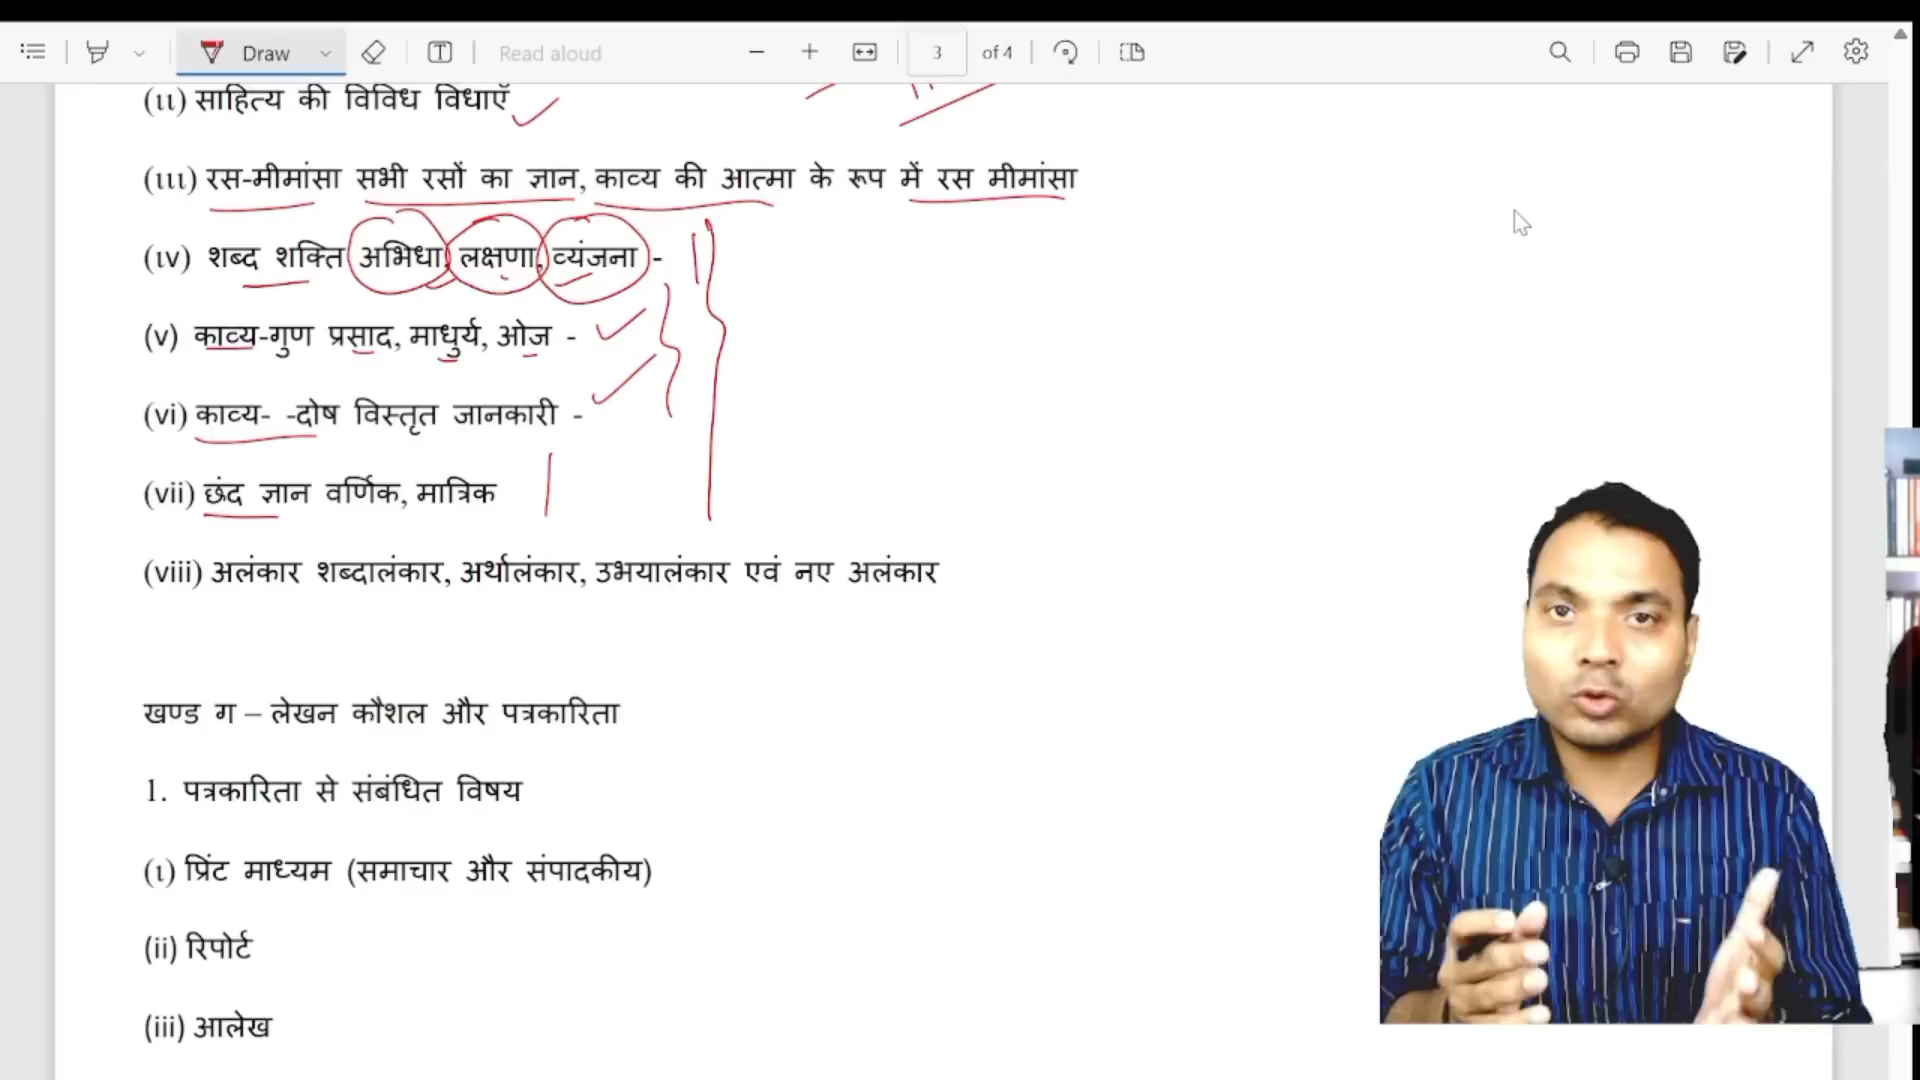 Draw Read aloud 3 of 4
(ii) साहित्य की विविध विधाएँ
(iii) रस-मीमांसा सभी रसों का ज्ञान, काव्य की आत्मा के रूप में रस मीमांसा
(iv) शब्द शक्ति अभिधा, लक्षणा, व्यंजना -
(v) काव्य-गुण प्रसाद, माधुर्य, ओज -
(vi) काव्य- -दोष विस्तृत जानकारी -
(vii) छंद ज्ञान वर्णिक, मात्रिक
(viii) अलंकार शब्दालंकार, अर्थालंकार, उभयालंकार एवं नए अलंकार
खण्ड ग – लेखन कौशल और पत्रकारिता
1. पत्रकारिता से संबंधित विषय
(i) प्रिंट माध्यम (समाचार और संपादकीय)
(ii) रिपोर्ट
(iii) आलेख